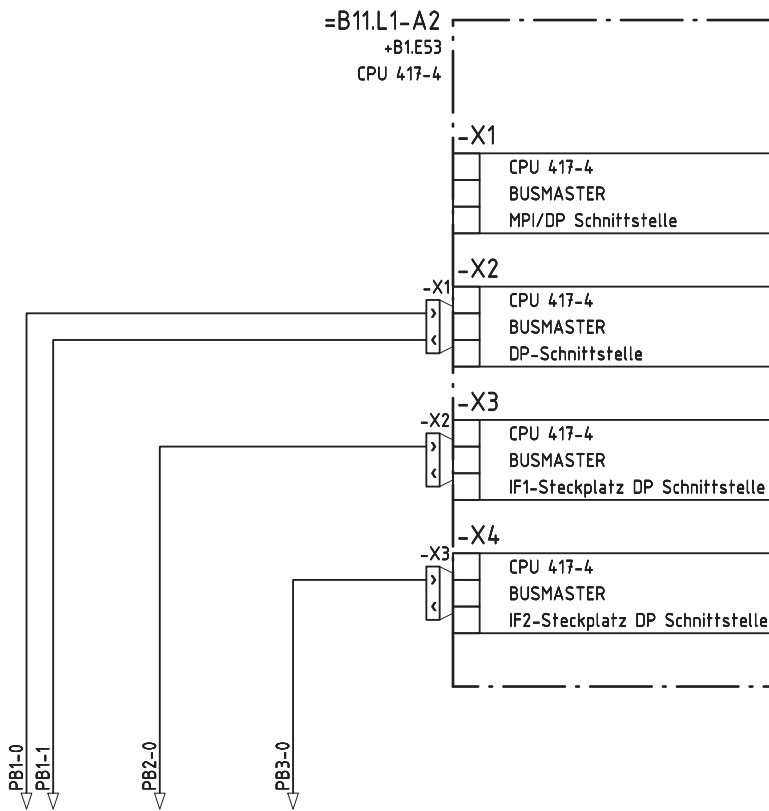 =B11.L1-A2
+B1.E53
CPU 417-4
-X1
CPU 417-4
BUSMASTER
MPI/DP Schnittstelle
-X2
-X1
CPU 417-4
BUSMASTER
DP-Schnittstelle
-X3
-X2
CPU 417-4
BUSMASTER
IF1-Steckplatz DP Schnittstelle
-X4
-X3
CPU 417-4
BUSMASTER
IF2-Steckplatz DP Schnittstelle
PB1-0
PB1-1
PB2-0
PB3-0